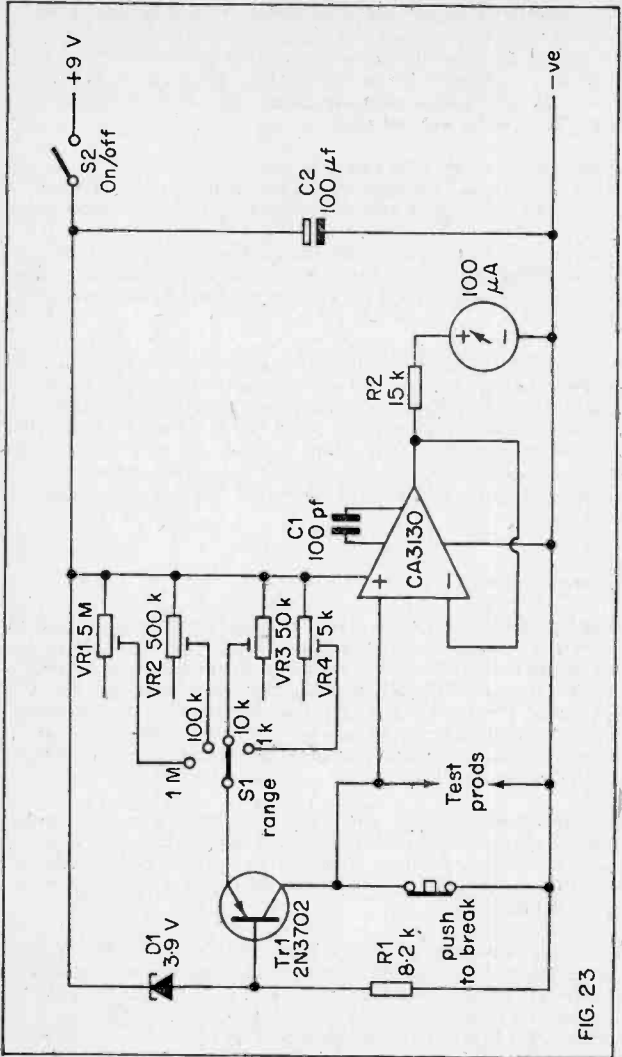 +9 V
S2
On/off
C2
100 µf
-ve
100
µA
R2
15 k
C1
100 pf
CA3130
+
−
+
−
VR1 5 M
VR2 500 k
VR3 50 k
VR4 5 k
1 M
100 k
10 k
1 k
S1
range
Test
prods
D1
3·9 V
Tr1
2N3702
R1
8·2 k
push
to break
FIG. 23